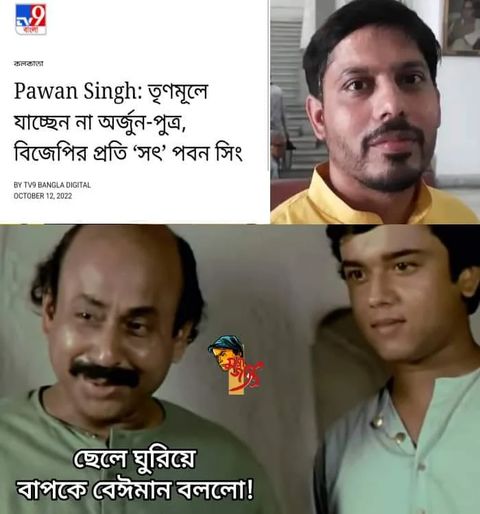 TV9
বাংলা
কলকাতা
Pawan Singh: তৃণমূলে
যাচ্ছেন না অর্জুন-পুত্র,
বিজেপির প্রতি ‘সৎ’ পবন সিং
BY TV9 BANGLA DIGITAL
OCTOBER 12, 2022
ছেলে ঘুরিয়ে
বাপকে বেঈমান বললো!